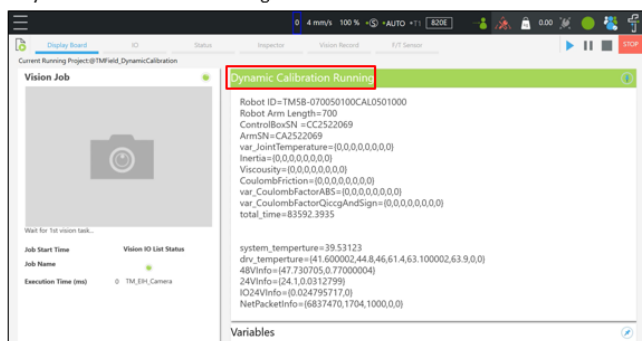 0 4 mm/s 100 % •Ⓢ •AUTO •T1 820E 0.00
Display Board IO Status Inspector Vision Record F/T Sensor STOP
Current Running Project:@TMField_DynamicCalibration
Vision Job
Dynamic Calibration Running
Robot ID=TM5B-070050100CAL0501000
Robot Arm Length=700
ControlBoxSN =CC2522069
ArmSN=CA2522069
var_JointTemperature={0,0,0,0,0,0,0,0}
Inertia={0,0,0,0,0,0,0,0}
Viscousity={0,0,0,0,0,0,0,0}
CoulombFriction={0,0,0,0,0,0,0,0}
var_CoulombFactorABS={0,0,0,0,0,0,0,0}
var_CoulombFactorQiccgAndSign={0,0,0,0,0,0,0,0}
total_time=83592.3935
Wait for 1st vision task...
Job Start Time Vision IO List Status
Job Name
Execution Time (ms) 0 TM_EIH_Camera
system_temperture=39.53123
drv_temperture={41.600002,44.8,46,61.4,63.100002,63.9,0,0}
48VInfo={47.730705,0.77000004}
24VInfo={24.1,0.0312799}
IO24VInfo={0.024795717,0}
NetPacketInfo={6837470,1704,1000,0,0}
Variables